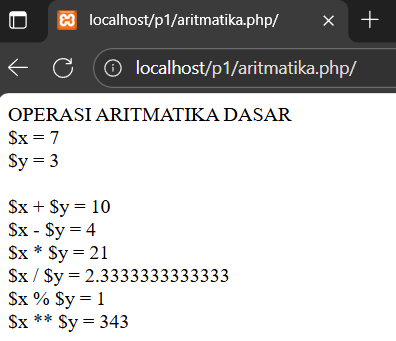 localhost/p1/aritmatika.php/
localhost/p1/aritmatika.php/
OPERASI ARITMATIKA DASAR
$x = 7
$y = 3
$x + $y = 10
$x - $y = 4
$x * $y = 21
$x / $y = 2.3333333333333
$x % $y = 1
$x ** $y = 343